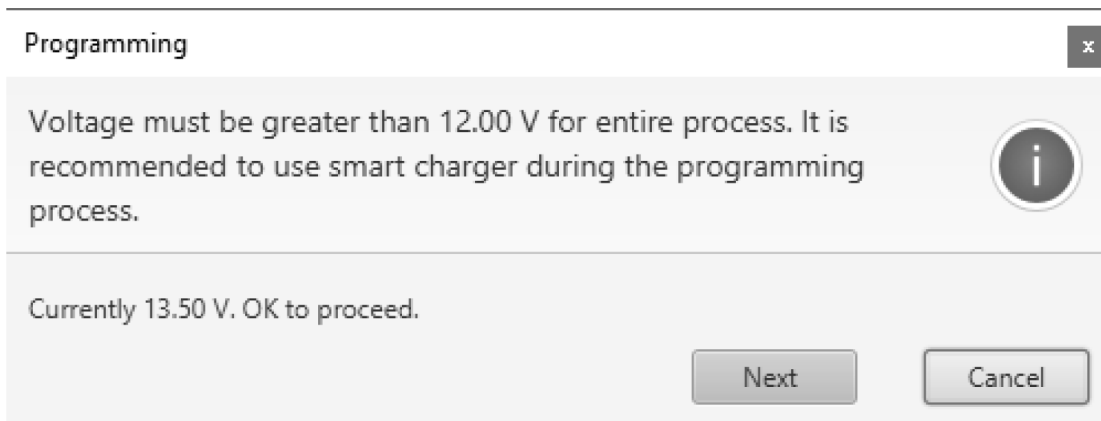 Programming
x
Voltage must be greater than 12.00 V for entire process. It is
recommended to use smart charger during the programming
process.
i
Currently 13.50 V. OK to proceed.
Next Cancel